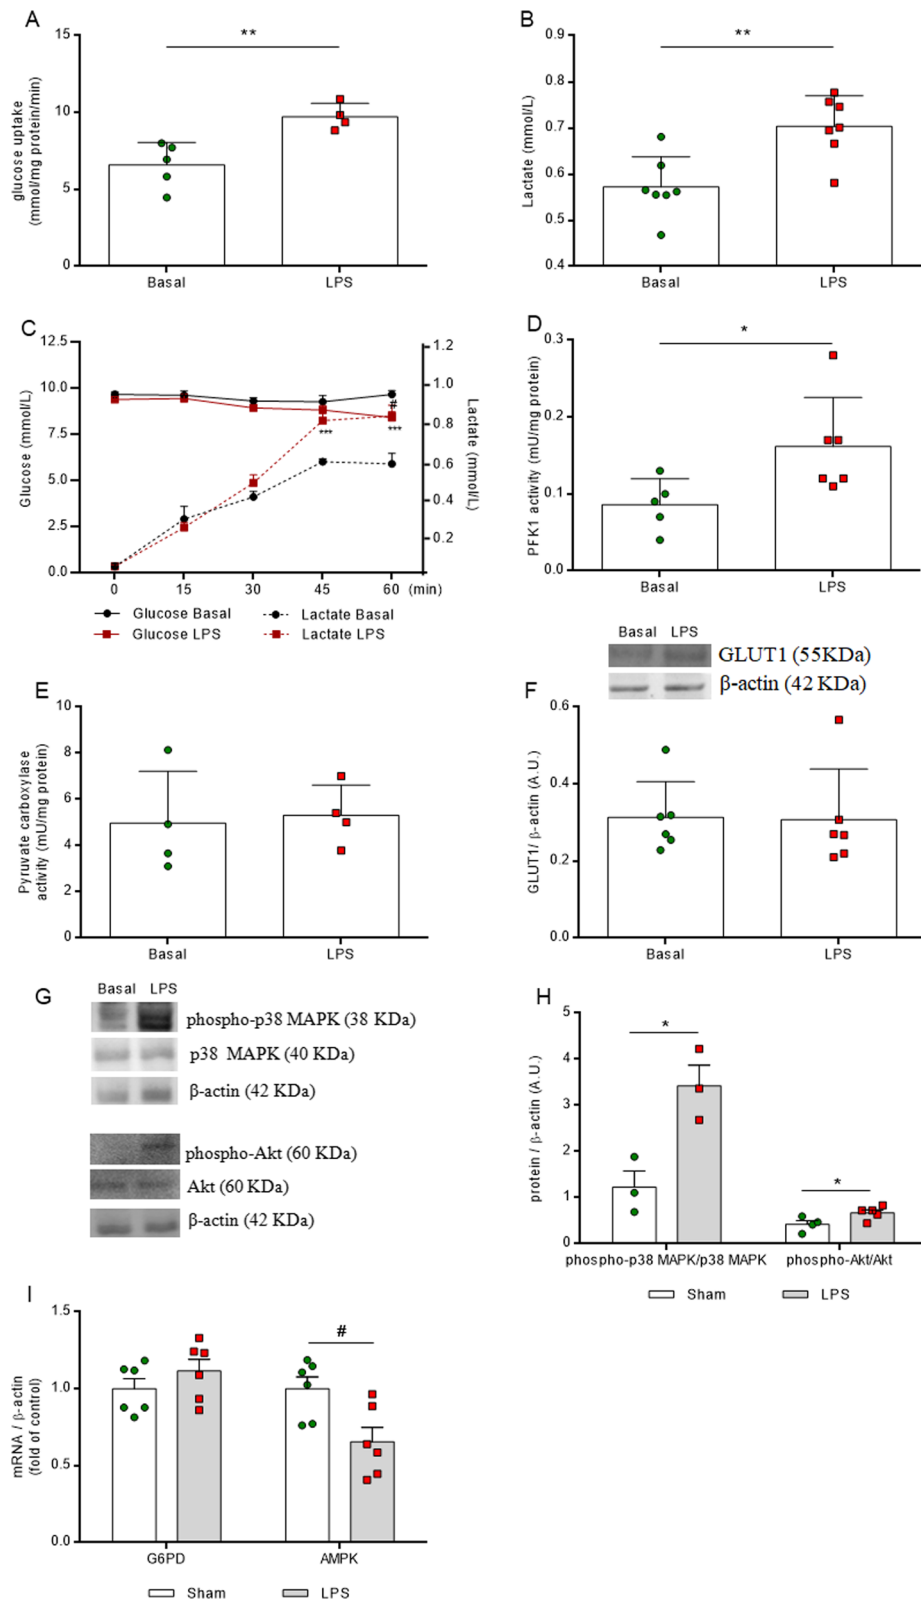 A
**
glucose uptake
(mmol/mg protein/min)
15
10
5
0
Basal
LPS
B
**
Lactate (mmol/L)
0.9
0.8
0.7
0.6
0.5
0.4
Basal
LPS
C
Glucose (mmol/L)
12.5
10.0
7.5
5.0
2.5
0.0
Lactate (mmol/L)
1.2
1.0
0.8
0.6
0.4
0.2
#
***
***
0
15
30
45
60
(min)
Glucose Basal
Lactate Basal
Glucose LPS
Lactate LPS
D
*
PFK1 activity (mU/mg protein)
0.3
0.2
0.1
0.0
Basal
LPS
E
Pyruvate carboxylase
activity (mU/mg protein)
10
8
6
4
2
0
Basal
LPS
Basal LPS
GLUT1 (55KDa)
β-actin (42 KDa)
F
GLUT1/ β-actin (A.U.)
0.6
0.4
0.2
0.0
Basal
LPS
G
Basal LPS
phospho-p38 MAPK (38 KDa)
p38 MAPK (40 KDa)
β-actin (42 KDa)
phospho-Akt (60 KDa)
Akt (60 KDa)
β-actin (42 KDa)
H
*
*
protein / β-actin (A.U.)
5
4
3
2
1
0
phospho-p38 MAPK/p38 MAPK
phospho-Akt/Akt
Sham
LPS
I
#
mRNA / β-actin
(fold of control)
1.5
1.0
0.5
0.0
G6PD
AMPK
Sham
LPS